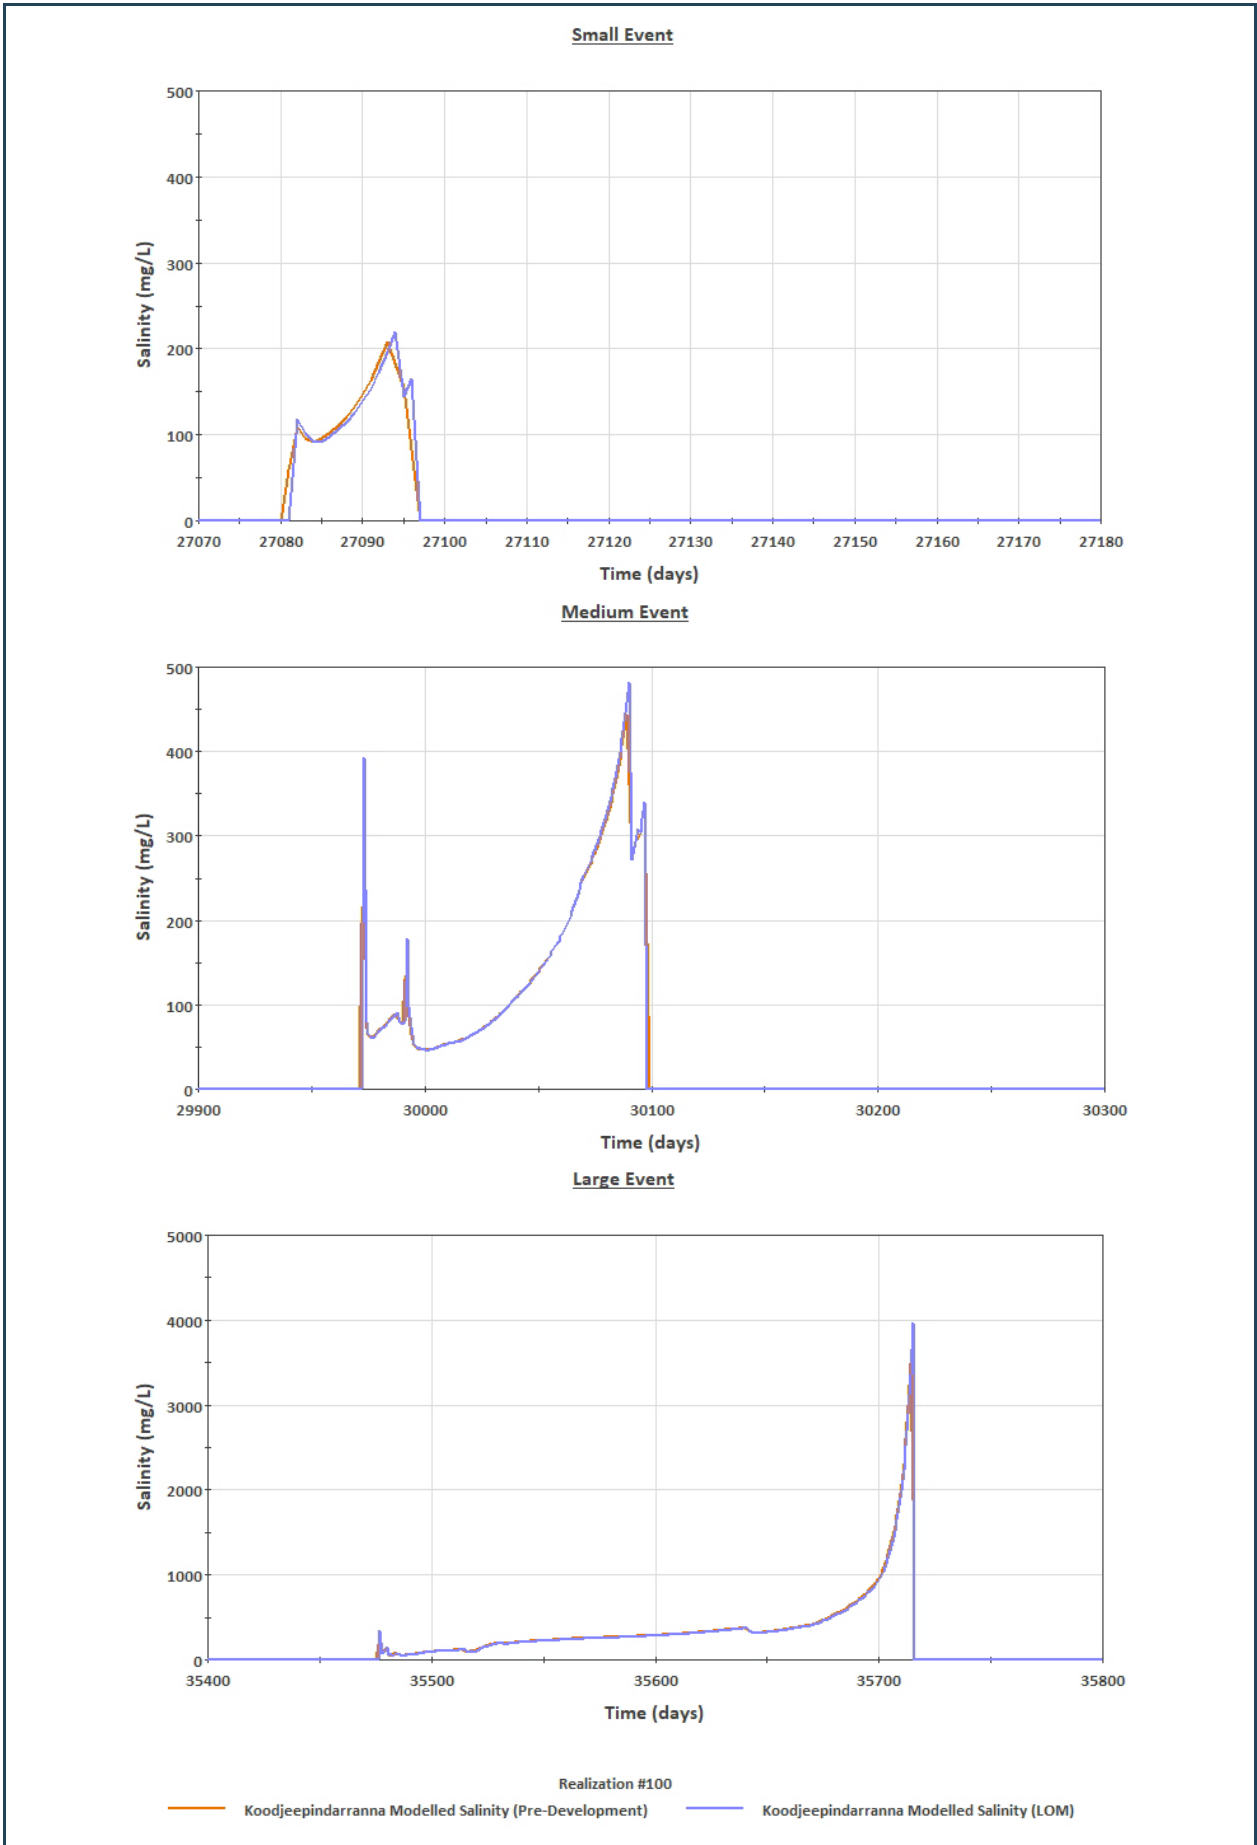 Small Event
500
400
300
200
100
0
Salinity (mg/L)
27070 27080 27090 27100 27110 27120 27130 27140 27150 27160 27170 27180
Time (days)
Medium Event
500
400
300
200
100
0
Salinity (mg/L)
29900 30000 30100 30200 30300
Time (days)
Large Event
5000
4000
3000
2000
1000
0
Salinity (mg/L)
35400 35500 35600 35700 35800
Time (days)
Realization #100
Koodjeepindarranna Modelled Salinity (Pre-Development) Koodjeepindarranna Modelled Salinity (LOM)